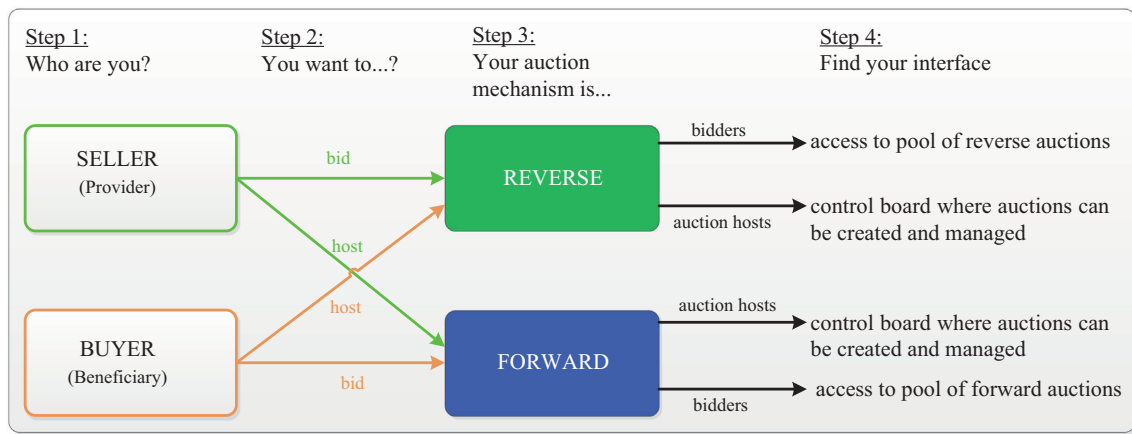 Step 1:
Who are you?
Step 2:
You want to...?
Step 3:
Your auction
mechanism is...
Step 4:
Find your interface
SELLER
(Provider)
bid
REVERSE
bidders
access to pool of reverse auctions
auction hosts
control board where auctions can
be created and managed
host
host
BUYER
(Beneficiary)
bid
FORWARD
auction hosts
control board where auctions can
be created and managed
bidders
access to pool of forward auctions